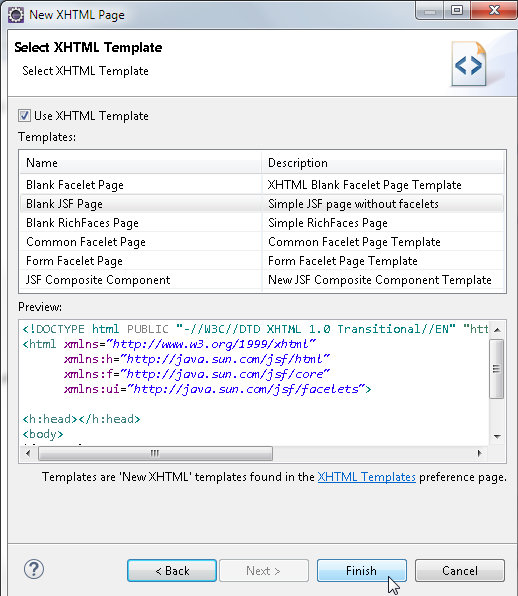 New XHTML Page
Select XHTML Template
Select XHTML Template
Use XHTML Template
Templates:
Name Description
Blank Facelet Page XHTML Blank Facelet Page Template
Blank JSF Page Simple JSF page without facelets
Blank RichFaces Page Simple RichFaces Page
Common Facelet Page Common Facelet Page Template
Form Facelet Page Form Facelet Page Template
JSF Composite Component New JSF Composite Component Template
Preview:
<!DOCTYPE html PUBLIC "-//W3C//DTD XHTML 1.0 Transitional//EN" "htt
<html xmlns="http://www.w3.org/1999/xhtml"
xmlns:h="http://java.sun.com/jsf/html"
xmlns:f="http://java.sun.com/jsf/core"
xmlns:ui="http://java.sun.com/jsf/facelets">
<h:head></h:head>
<body>
Templates are 'New XHTML' templates found in the XHTML Templates preference page.
? < Back Next > Finish Cancel